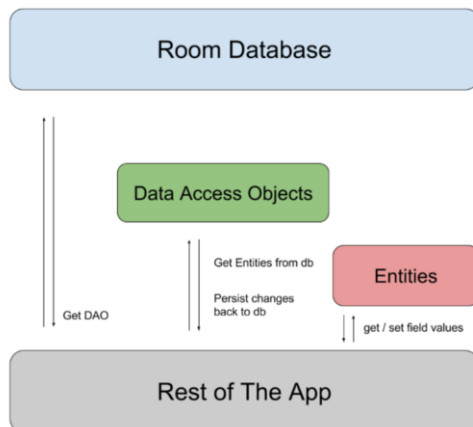 Room Database
Data Access Objects
Get Entities from db
Entities
Persist changes
back to db
Get DAO
get / set field values
Rest of The App